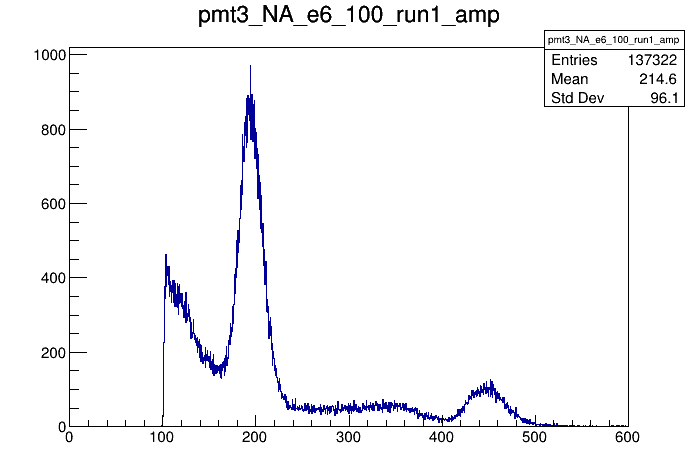 pmt3_NA_e6_100_run1_amp
pmt3_NA_e6_100_run1_amp
Entries 137322
Mean 214.6
Std Dev 96.1
1000
800
600
400
200
0
0 100 200 300 400 500 600